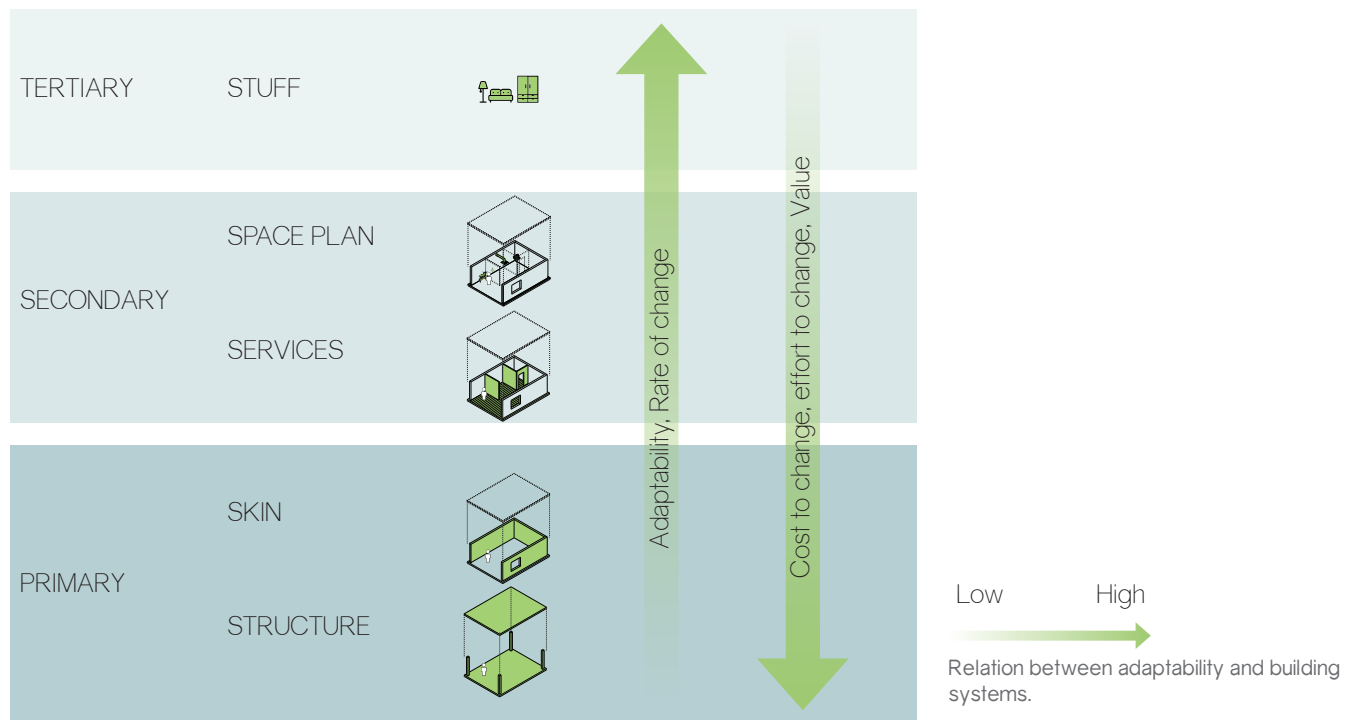 TERTIARY
STUFF
SPACE PLAN
SECONDARY
SERVICES
SKIN
PRIMARY
STRUCTURE
Adaptability, Rate of change
Cost to change, effort to change, Value
Low
High
Relation between adaptability and building
systems.